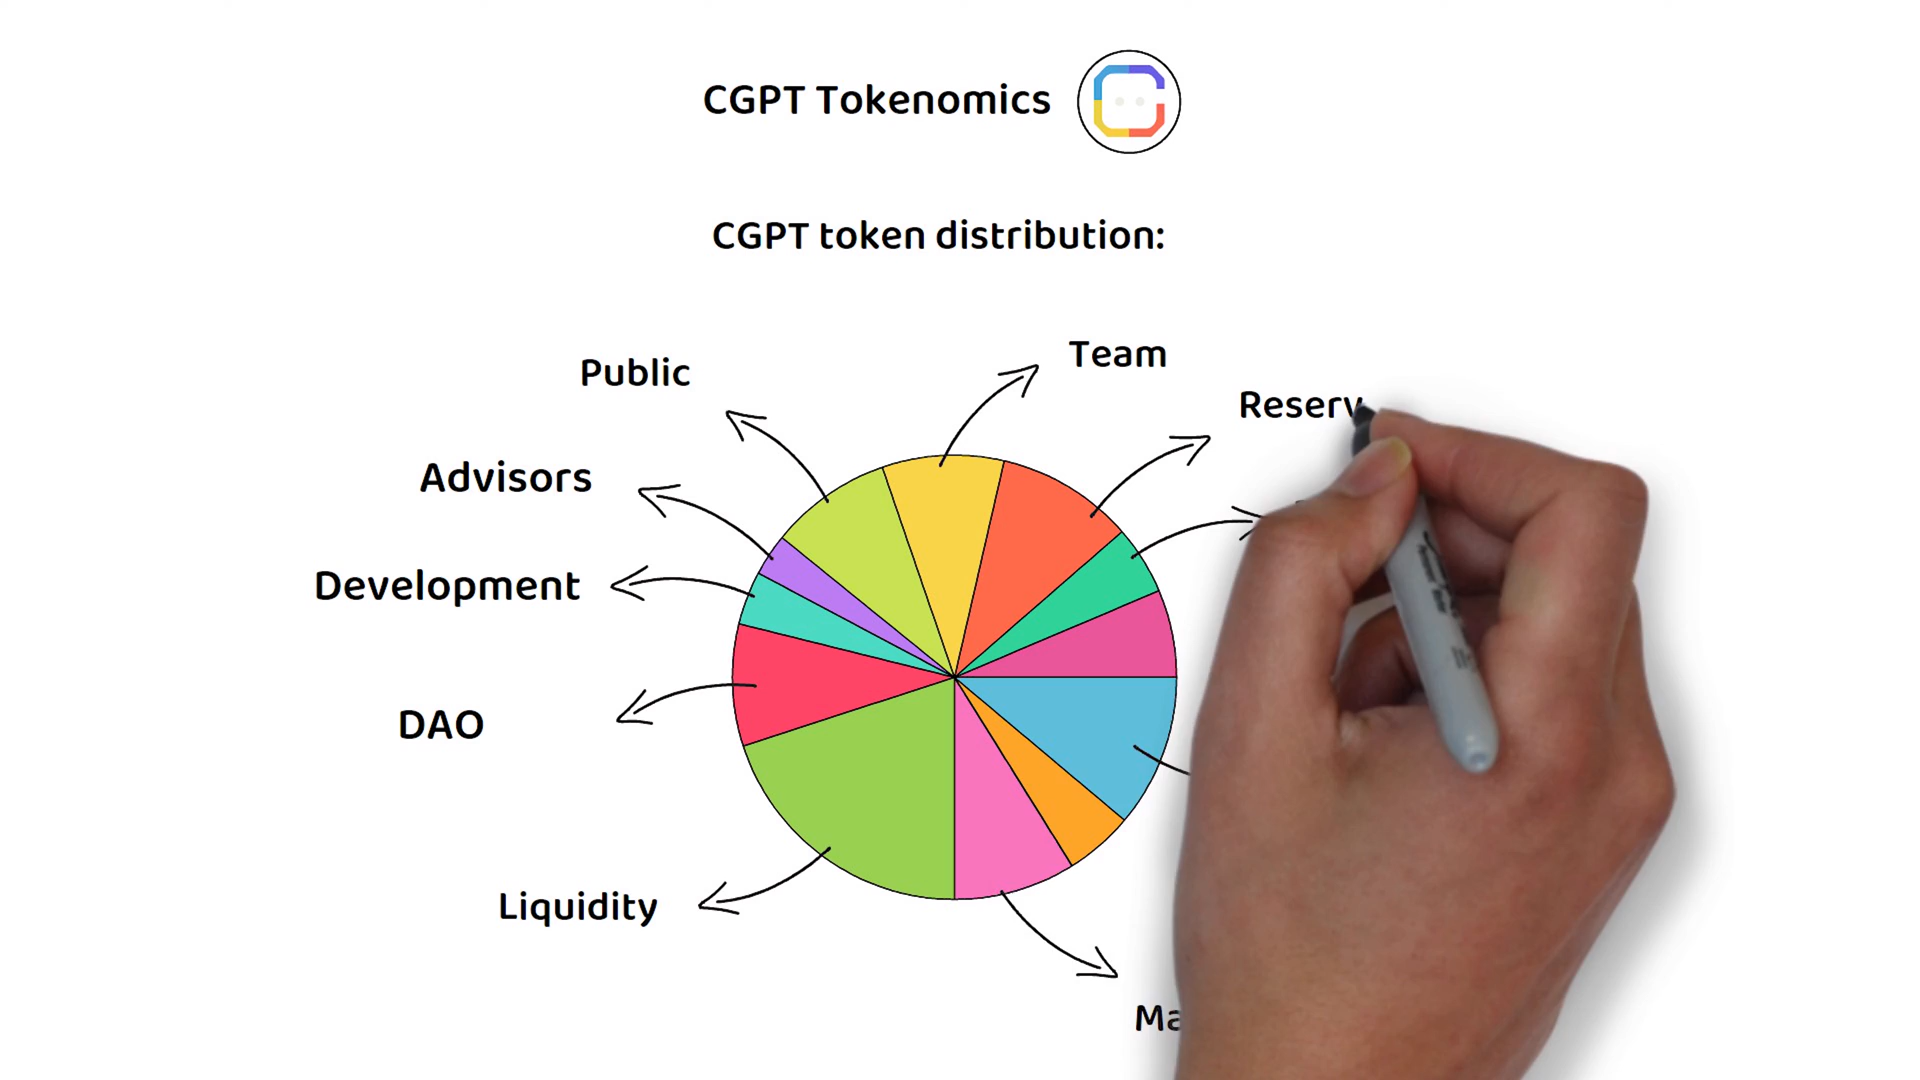 CGPT Tokenomics
CGPT token distribution:
Team
Public
Reserv
Advisors
Development
DAO
Liquidity
Ma